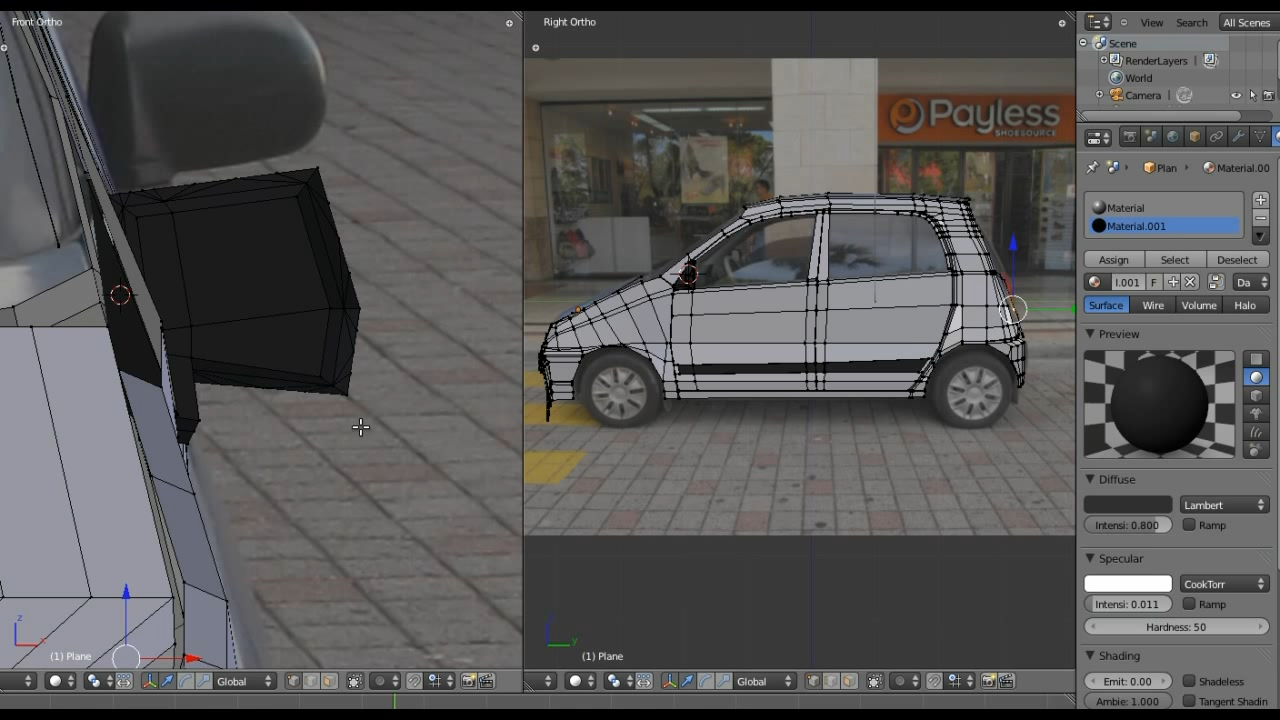 Front Ortho
Right Ortho
View Search All Scenes
Scene
RenderLayers
World
Camera
Payless
SHOESOURCE
Plan Material.00
Material
Material.001
Assign Select Deselect
I.001 F Da
Surface Wire Volume Halo
Preview
Diffuse
Lambert
Intensi: 0.800 Ramp
Specular
CookTorr
Intensi: 0.011 Ramp
Hardness: 50
Shading
Emit: 0.00 Shadeless
Ambie: 1.000 Tangent Shadin
z
x
(1) Plane
y
(1) Plane
Global
Global